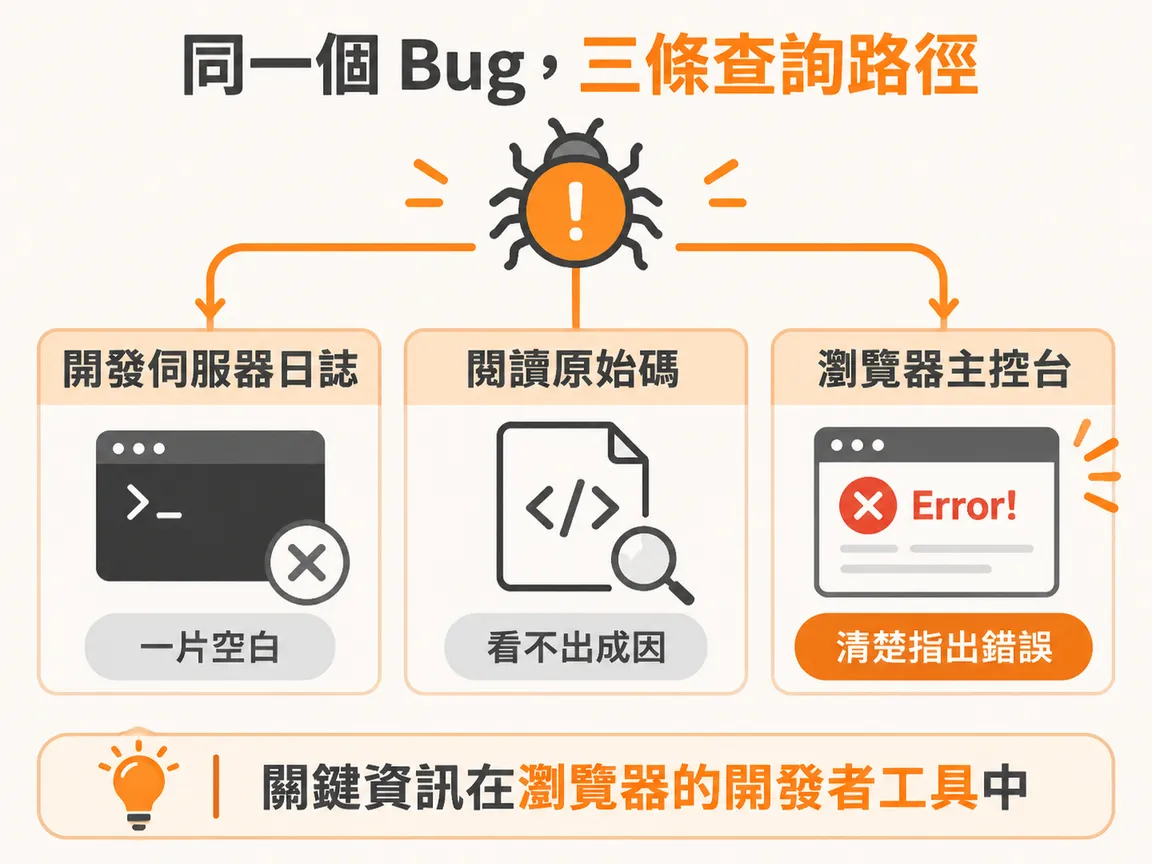 同一個 Bug，三條查詢路徑
!
開發伺服器日誌
閱讀原始碼
瀏覽器主控台
>_
</>
Error!
一片空白
看不出成因
清楚指出錯誤
關鍵資訊在瀏覽器的開發者工具中